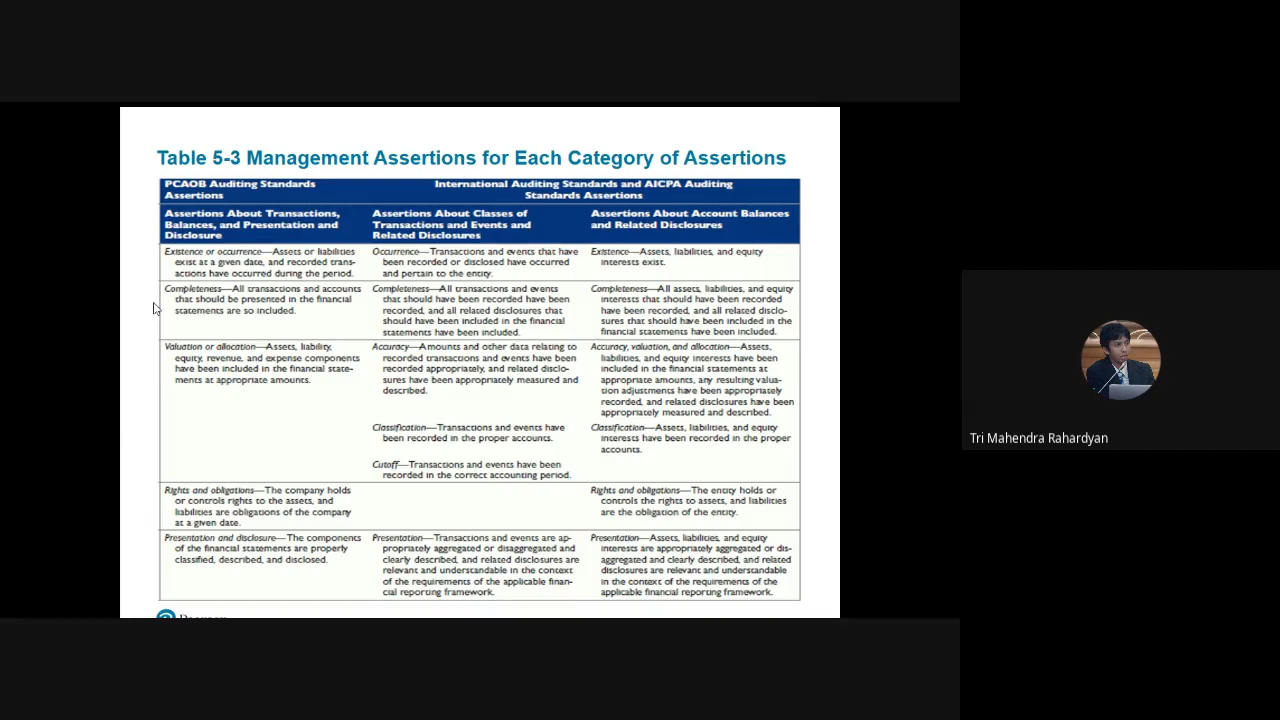 Table 5-3 Management Assertions for Each Category of Assertions
PCAOB Auditing Standards
Assertions
International Auditing Standards and AICPA Auditing
Standards Assertions
Assertions About Transactions,
Balances, and Presentation and
Disclosure
Assertions About Classes of
Transactions and Events and
Related Disclosures
Assertions About Account Balances
and Related Disclosures
Existence or occurrence—Assets or liabilities
exist at a given date, and recorded trans-
actions have occurred during the period.
Occurrence—Transactions and events that have
been recorded or disclosed have occurred
and pertain to the entity.
Existence—Assets, liabilities, and equity
interests exist.
Completeness—All transactions and accounts
that should be presented in the financial
statements are so included.
Completeness—All transactions and events
that should have been recorded have been
recorded, and all related disclosures that
should have been included in the financial
statements have been included.
Completeness—All assets, liabilities, and equity
interests that should have been recorded
have been recorded, and all related disclo-
sures that should have been included in the
financial statements have been included.
Valuation or allocation—Assets, liability,
equity, revenue, and expense components
have been included in the financial state-
ments at appropriate amounts.
Accuracy—Amounts and other data relating to
recorded transactions and events have been
recorded appropriately, and related disclo-
sures have been appropriately measured and
described.
Accuracy, valuation, and allocation—Assets,
liabilities, and equity interests have been
included in the financial statements at
appropriate amounts, any resulting valua-
tion adjustments have been appropriately
recorded, and related disclosures have been
appropriately measured and described.
Classification—Transactions and events have
been recorded in the proper accounts.
Classification—Assets, liabilities, and equity
interests have been recorded in the proper
accounts.
Cutoff—Transactions and events have been
recorded in the correct accounting period.
Rights and obligations—The company holds
or controls rights to the assets, and
liabilities are obligations of the company
at a given date.
Rights and obligations—The entity holds or
controls the rights to assets, and liabilities
are the obligation of the entity.
Presentation and disclosure—The components
of the financial statements are properly
classified, described, and disclosed.
Presentation—Transactions and events are ap-
propriately aggregated or disaggregated and
clearly described, and related disclosures are
relevant and understandable in the context
of the requirements of the applicable finan-
cial reporting framework.
Presentation—Assets, liabilities, and equity
interests are appropriately aggregated or dis-
aggregated and clearly described, and related
disclosures are relevant and understandable
in the context of the requirements of the
applicable financial reporting framework.
Tri Mahendra Rahardyan